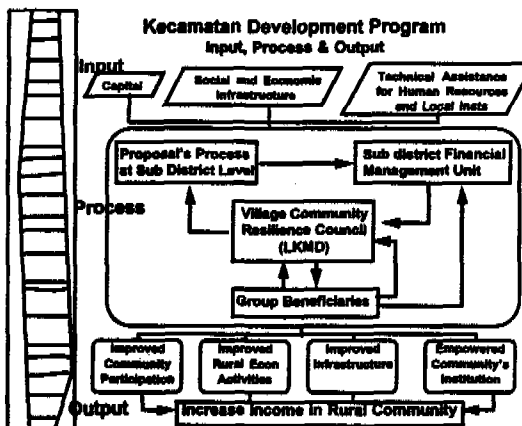 Kecamatan Development Program
Input, Process & Output
Input
Capital
Social and Economic
Infrastructure
Technical Assistance
for Human Resources
and Local Insts
Process
Proposal's Process
at Sub District Level
Sub district Financial
Management Unit
Village Community
Resilience Council
(LKMD)
Group Beneficiaries
Improved
Community
Participation
Improved
Rural Econ
Activities
Improved
Infrastructure
Empowered
Community's
Institution
Output
Increase Income in Rural Community